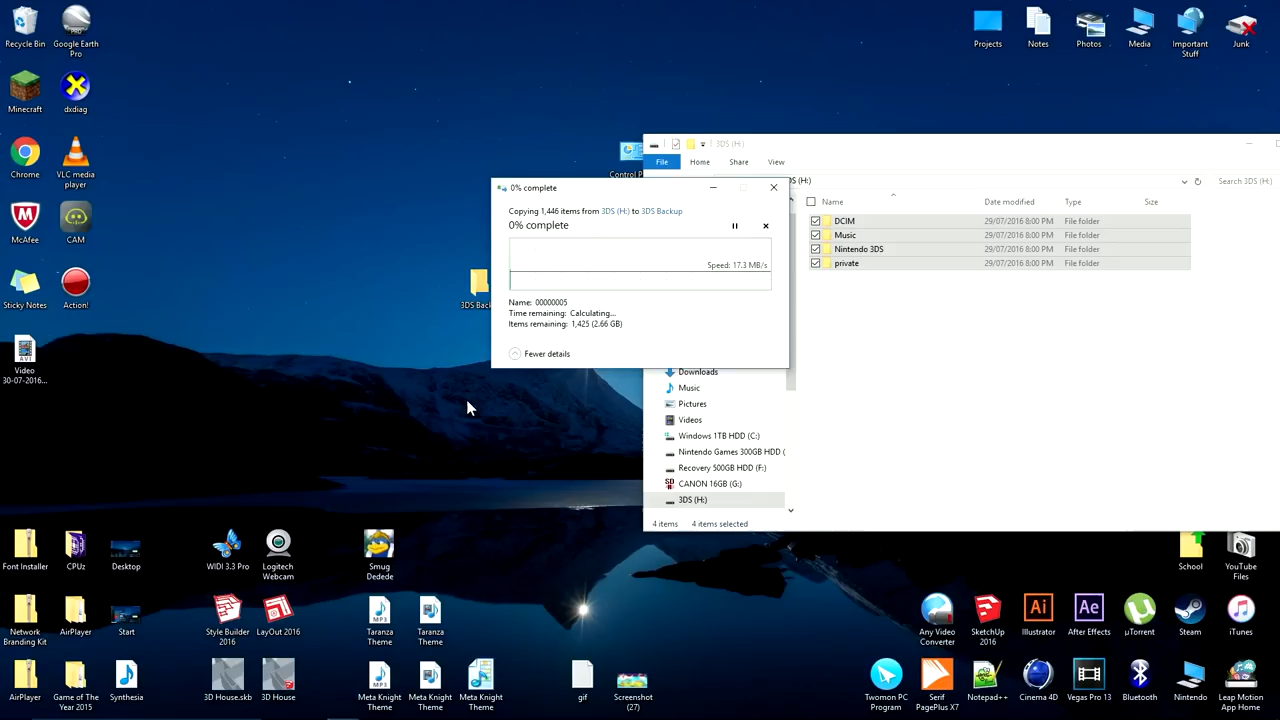 Recycle Bin
Google Earth
Pro
Minecraft
dxdiag
Chrome
VLC media
player
McAfee
CAM
Sticky Notes
Action!
AVI
Video
30-07-2016...
Projects
Notes
Photos
Media
Important
Stuff
Junk
Control P
3DS Back
0% complete
Copying 1,446 items from 3DS (H:) to 3DS Backup
0% complete
Speed: 17.3 MB/s
Name: 00000005
Time remaining: Calculating...
Items remaining: 1,425 (2.66 GB)
Fewer details
3DS (H:)
File
Home
Share
View
DS (H:)
Search 3DS (H:)
Name
Date modified
Type
Size
DCIM 29/07/2016 8:00 PM File folder
Music 29/07/2016 8:00 PM File folder
Nintendo 3DS 29/07/2016 8:00 PM File folder
private 29/07/2016 8:00 PM File folder
Downloads
Music
Pictures
Videos
Windows 1TB HDD (C:)
Nintendo Games 300GB HDD (
Recovery 500GB HDD (F:)
CANON 16GB (G:)
3DS (H:)
4 items
4 items selected
Font Installer
CPUz
Desktop
WIDI 3.3 Pro
Logitech
Webcam
Smug
Dedede
School
YouTube
Files
Network
Branding Kit
AirPlayer
Start
Style Builder
2016
LayOut 2016
MP3
Taranza
Theme
Taranza
Theme
Any Video
Converter
SketchUp
2016
Ai
Illustrator
Ae
After Effects
µTorrent
Steam
iTunes
AirPlayer
Game of The
Year 2015
Synthesia
3D House.skb
3D House
MP3
Meta Knight
Theme
Meta Knight
Theme
Meta Knight
Theme
gif
Screenshot
(27)
Twomon PC
Program
Serif
PagePlus X7
Notepad++
Cinema 4D
Vegas Pro 13
Bluetooth
Nintendo
Leap Motion
App Home